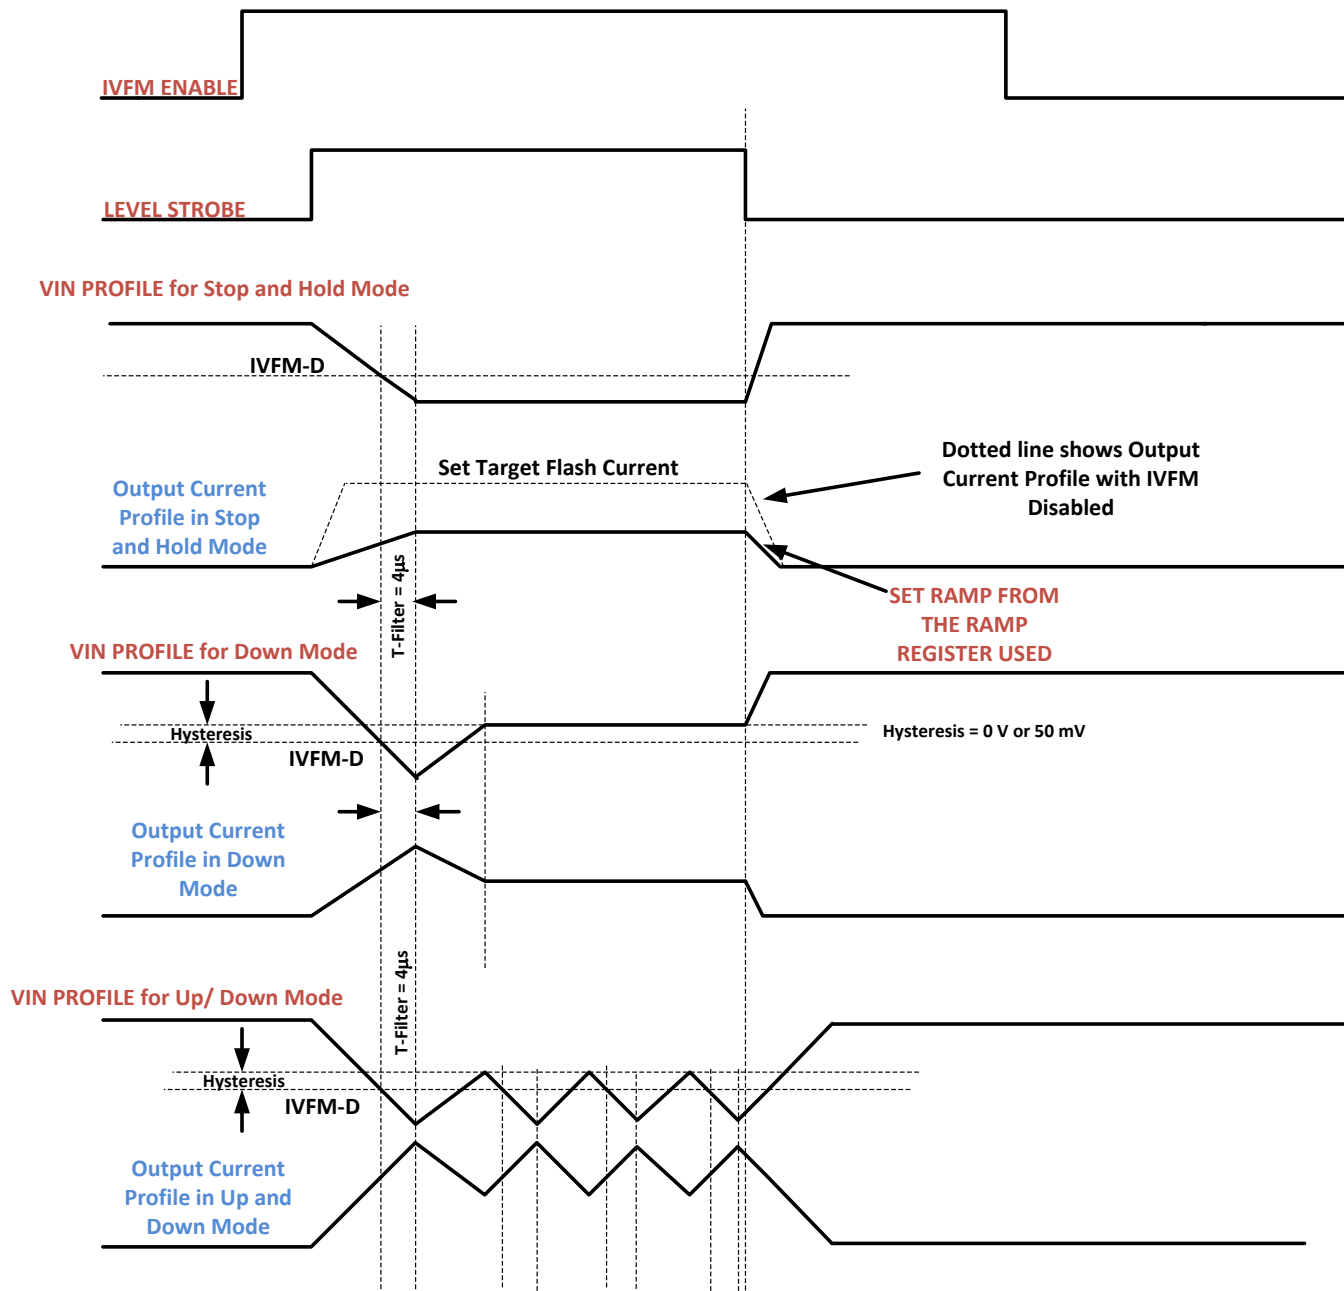 IVFM ENABLE
LEVEL STROBE
VIN PROFILE for Stop and Hold Mode
IVFM-D
Set Target Flash Current
Dotted line shows Output
Current Profile with IVFM
Disabled
Output Current
Profile in Stop
and Hold Mode
T-Filter = 4µs
SET RAMP FROM
THE RAMP
REGISTER USED
VIN PROFILE for Down Mode
Hysteresis
IVFM-D
Hysteresis = 0 V or 50 mV
Output Current
Profile in Down
Mode
T-Filter = 4µs
VIN PROFILE for Up/ Down Mode
Hysteresis
IVFM-D
Output Current
Profile in Up and
Down Mode